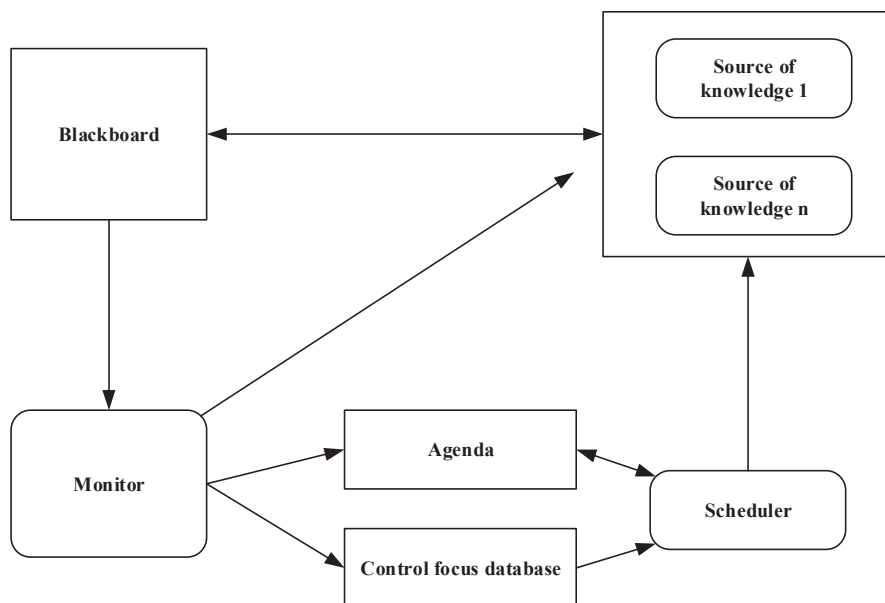 Source of
knowledge 1
Blackboard
Source of
knowledge n
Agenda
Monitor
Scheduler
Control focus database